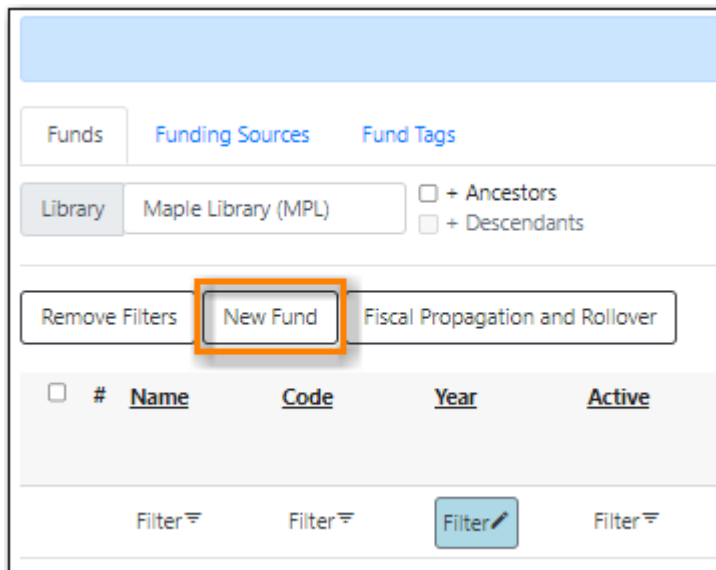 Funds Funding Sources Fund Tags
Library Maple Library (MPL) + Ancestors
+ Descendants
Remove Filters New Fund Fiscal Propagation and Rollover
# Name Code Year Active
Filter Filter Filter Filter